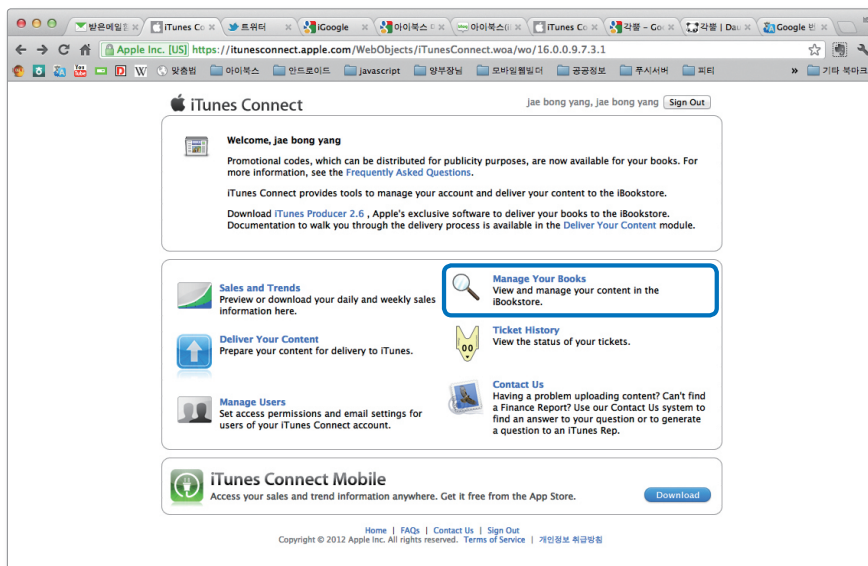 받은메일함
iTunes Co
트위터
iGoogle
아이북스
아이북스(i
iTunes Co
각뿔 - Goo
각뿔 | Dau
Google 번
Apple Inc. [US] https://itunesconnect.apple.com/WebObjects/iTunesConnect.woa/wo/16.0.0.9.7.3.1
You Tube D W 맞춤법 아이북스 안드로이드 javascript 양부장님 모바일웹빌더 공공정보 푸시서버 피티 » 기타 북마크
iTunes Connect
jae bong yang, jae bong yang Sign Out
Welcome, jae bong yang
Promotional codes, which can be distributed for publicity purposes, are now available for your books. For
more information, see the Frequently Asked Questions.
iTunes Connect provides tools to manage your account and deliver your content to the iBookstore.
Download iTunes Producer 2.6 , Apple's exclusive software to deliver your books to the iBookstore.
Documentation to walk you through the delivery process is available in the Deliver Your Content module.
Sales and Trends
Preview or download your daily and weekly sales
information here.
Manage Your Books
View and manage your content in the
iBookstore.
Deliver Your Content
Prepare your content for delivery to iTunes.
Ticket History
View the status of your tickets.
Manage Users
Set access permissions and email settings for
users of your iTunes Connect account.
Contact Us
Having a problem uploading content? Can't find
a Finance Report? Use our Contact Us system to
find an answer to your question or to generate
a question to an iTunes Rep.
iTunes Connect Mobile
Access your sales and trend information anywhere. Get it free from the App Store.
Download
Home | FAQs | Contact Us | Sign Out
Copyright © 2012 Apple Inc. All rights reserved. Terms of Service | 개인정보 취급방침